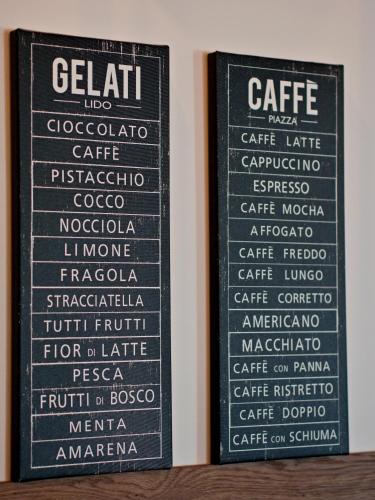 GELATI
LIDO
CIOCCOLATO
CAFFÈ
PISTACCHIO
COCCO
NOCCIOLA
LIMONE
FRAGOLA
STRACCIATELLA
TUTTI FRUTTI
FIOR DI LATTE
PESCA
FRUTTI DI BOSCO
MENTA
AMARENA
CAFFÈ
PIAZZA
CAFFÈ LATTE
CAPPUCCINO
ESPRESSO
CAFFÈ MOCHA
AFFOGATO
CAFFÈ FREDDO
CAFFÈ LUNGO
CAFFÈ CORRETTO
AMERICANO
MACCHIATO
CAFFÈ CON PANNA
CAFFÈ RISTRETTO
CAFFÈ DOPPIO
CAFFÈ CON SCHIUMA